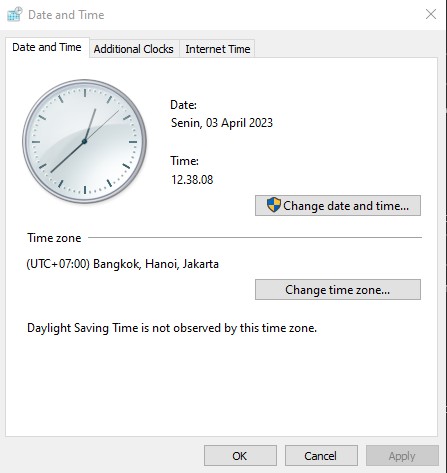 Date and Time
Date and Time
Additional Clocks
Internet Time
Date:
Senin, 03 April 2023
Time:
12.38.08
Change date and time...
Time zone
(UTC+07:00) Bangkok, Hanoi, Jakarta
Change time zone...
Daylight Saving Time is not observed by this time zone.
OK
Cancel
Apply